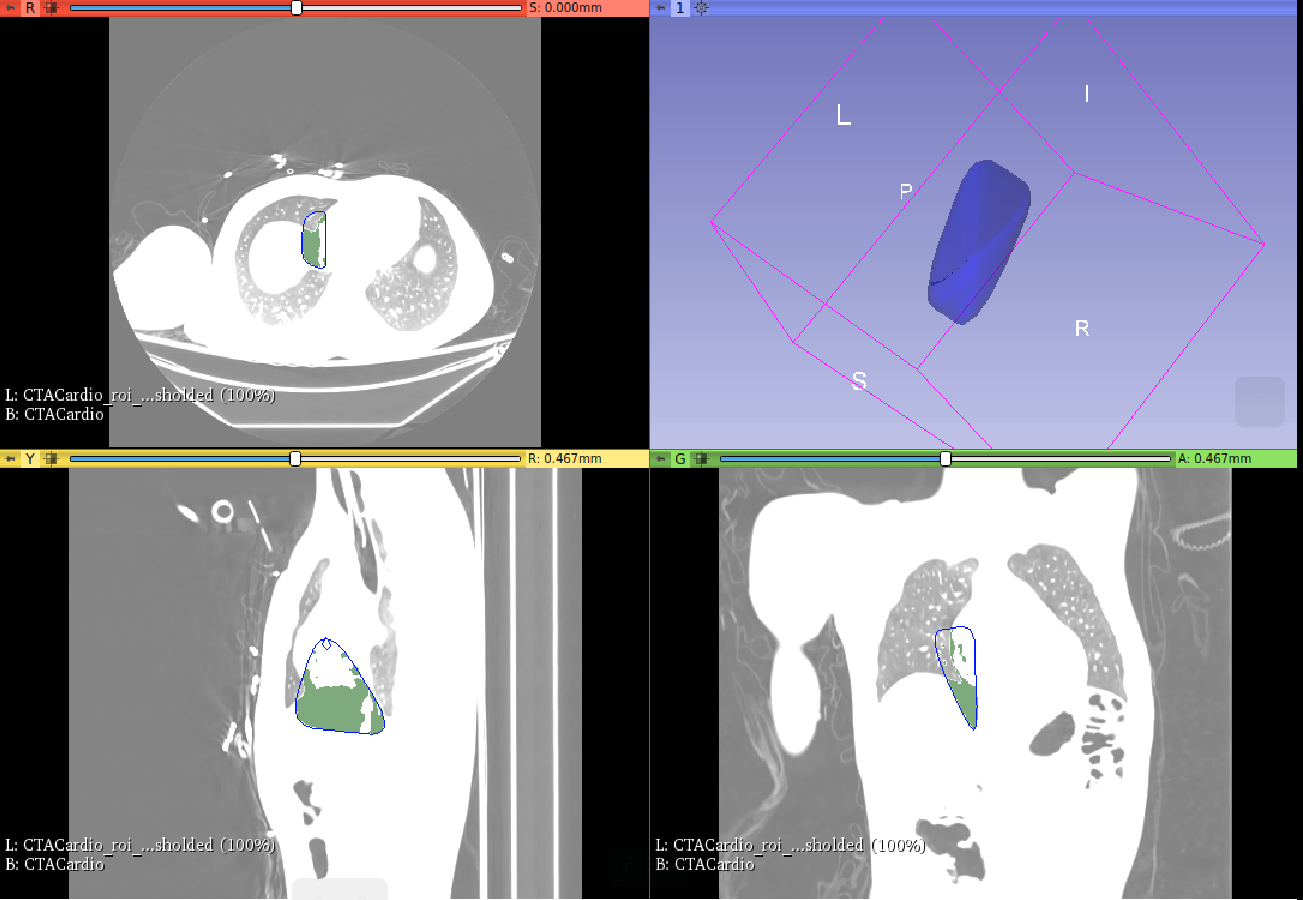 R S: 0.000mm
L: CTACardio_roi_...sholded (100%)
B: CTACardio
1
L
I
P
R
S
Y R: 0.467mm
L: CTACardio_roi_...sholded (100%)
B: CTACardio
G A: 0.467mm
L: CTACardio_roi_...sholded (100%)
B: CTACardio